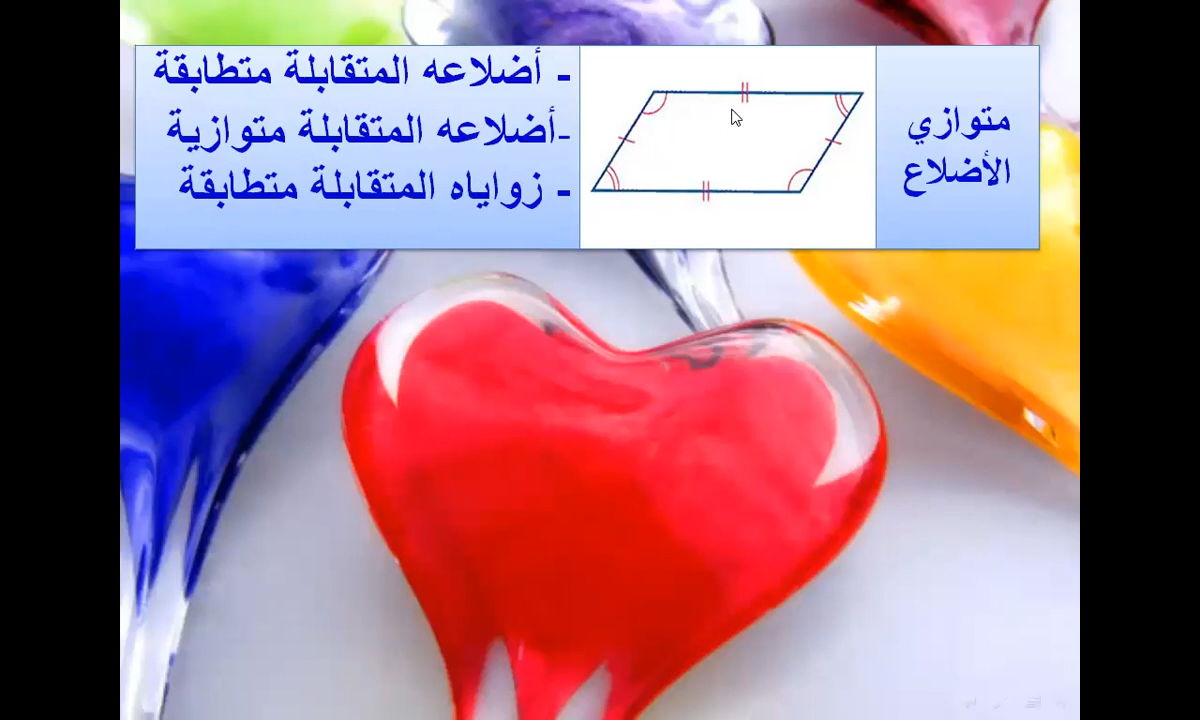 متوازي
الأضلاع
- أضلاعه المتقابلة متطابقة
-أضلاعه المتقابلة متوازية
- زواياه المتقابلة متطابقة